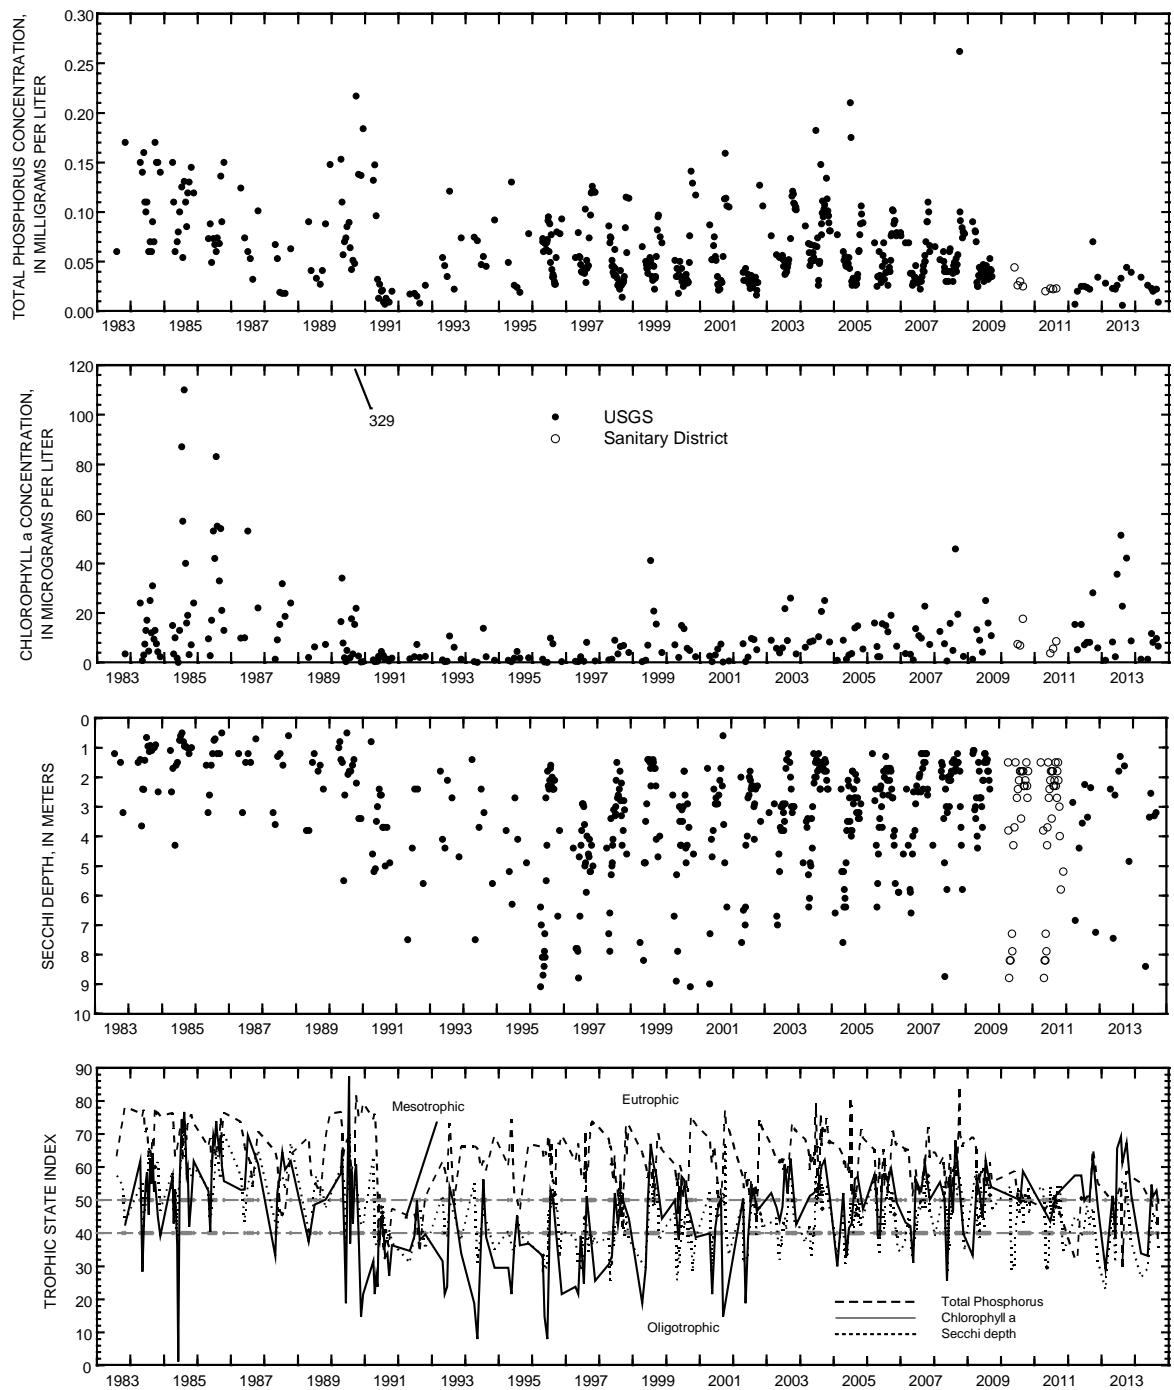 TOTAL PHOSPHORUS CONCENTRATION,
IN MILLIGRAMS PER LITER
0.30
0.25
0.20
0.15
0.10
0.05
0.00
1983 1985 1987 1989 1991 1993 1995 1997 1999 2001 2003 2005 2007 2009 2011 2013
CHLOROPHYLL a CONCENTRATION,
IN MICROGRAMS PER LITER
120
100
80
60
40
20
0
329
USGS
Sanitary District
1983 1985 1987 1989 1991 1993 1995 1997 1999 2001 2003 2005 2007 2009 2011 2013
SECCHI DEPTH, IN METERS
0
1
2
3
4
5
6
7
8
9
10
1983 1985 1987 1989 1991 1993 1995 1997 1999 2001 2003 2005 2007 2009 2011 2013
TROPHIC STATE INDEX
90
80
70
60
50
40
30
20
10
0
Mesotrophic
Eutrophic
Oligotrophic
Total Phosphorus
Chlorophyll a
Secchi depth
1983 1985 1987 1989 1991 1993 1995 1997 1999 2001 2003 2005 2007 2009 2011 2013